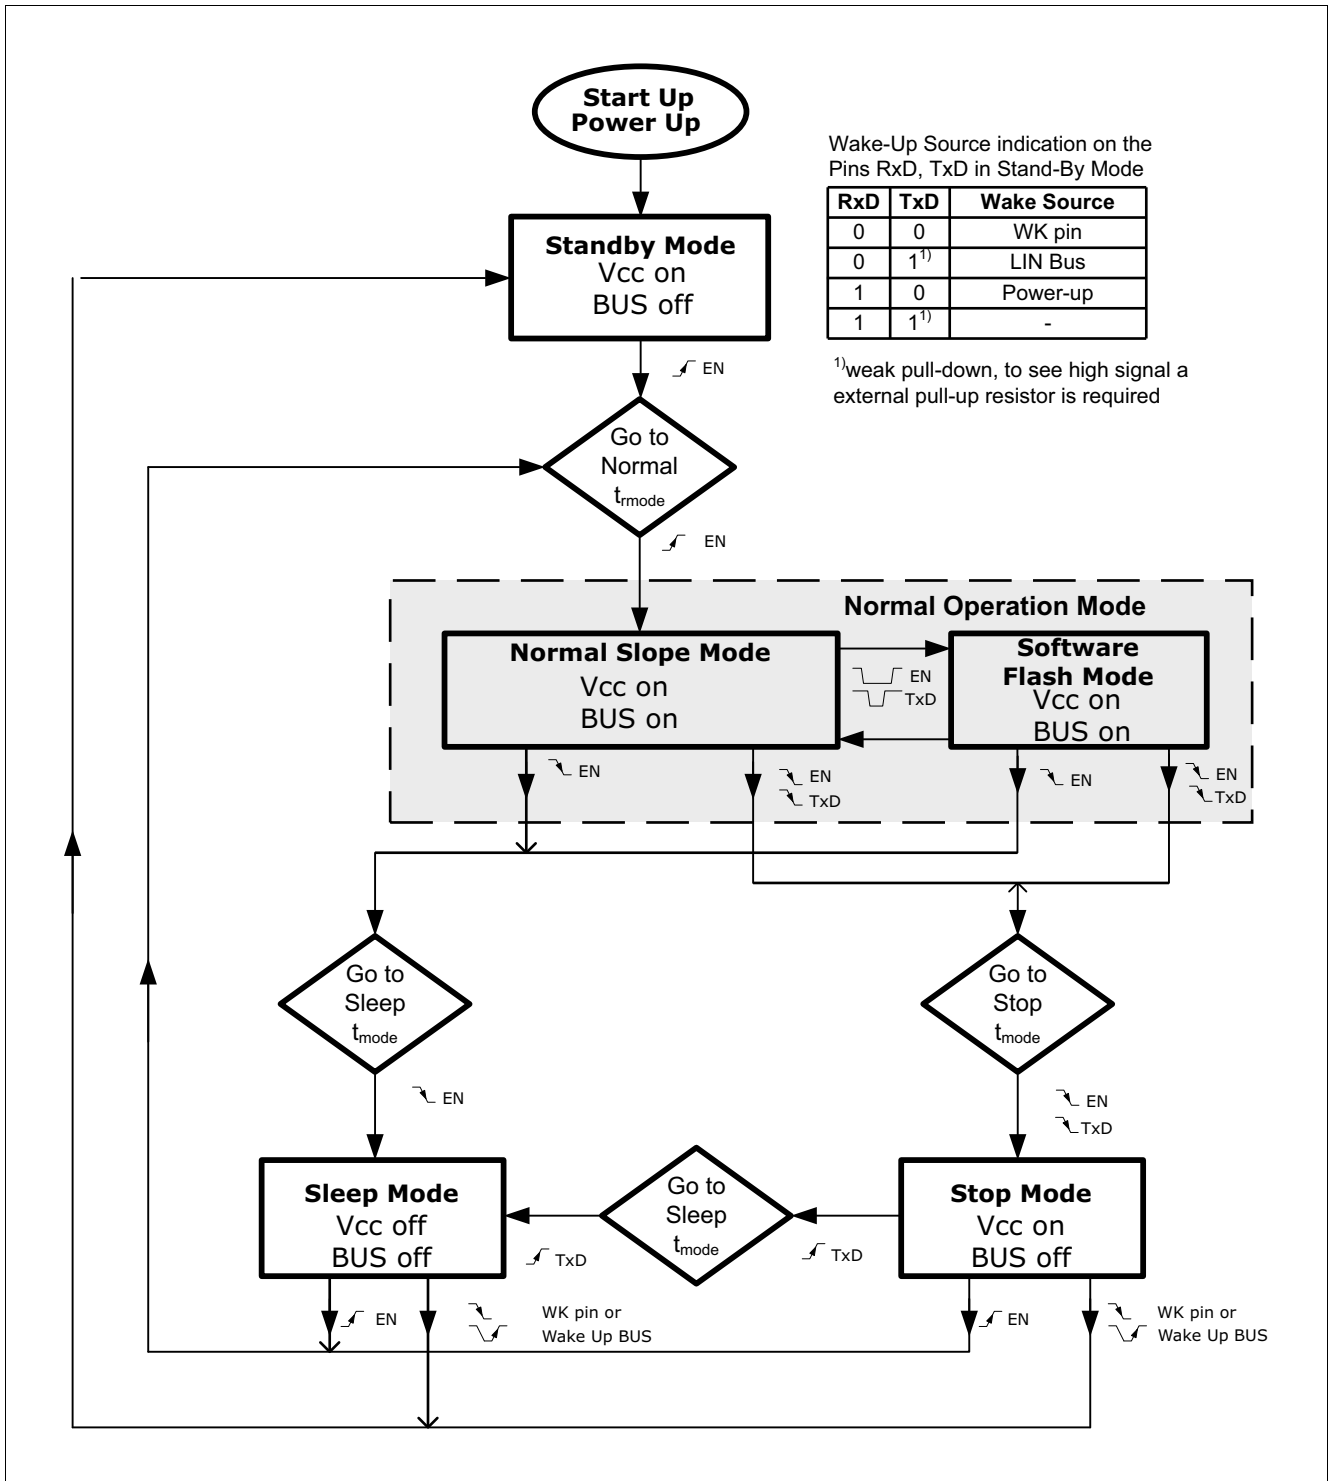 Start Up
Power Up
Wake-Up Source indication on the
Pins RxD, TxD in Stand-By Mode
RxD TxD Wake Source
0 0 WK pin
0 1¹⁾ LIN Bus
1 0 Power-up
1 1¹⁾ -
¹⁾weak pull-down, to see high signal a
external pull-up resistor is required
Standby Mode
Vcc on
BUS off
EN
Go to
Normal
trmode
EN
Normal Operation Mode
Normal Slope Mode
Vcc on
BUS on
EN
TxD
Software
Flash Mode
Vcc on
BUS on
EN
EN
TxD
EN
EN
TxD
Go to
Sleep
tmode
Go to
Stop
tmode
EN
EN
TxD
Sleep Mode
Vcc off
BUS off
Go to
Sleep
tmode
TxD
TxD
Stop Mode
Vcc on
BUS off
EN
WK pin or
Wake Up BUS
EN
WK pin or
Wake Up BUS